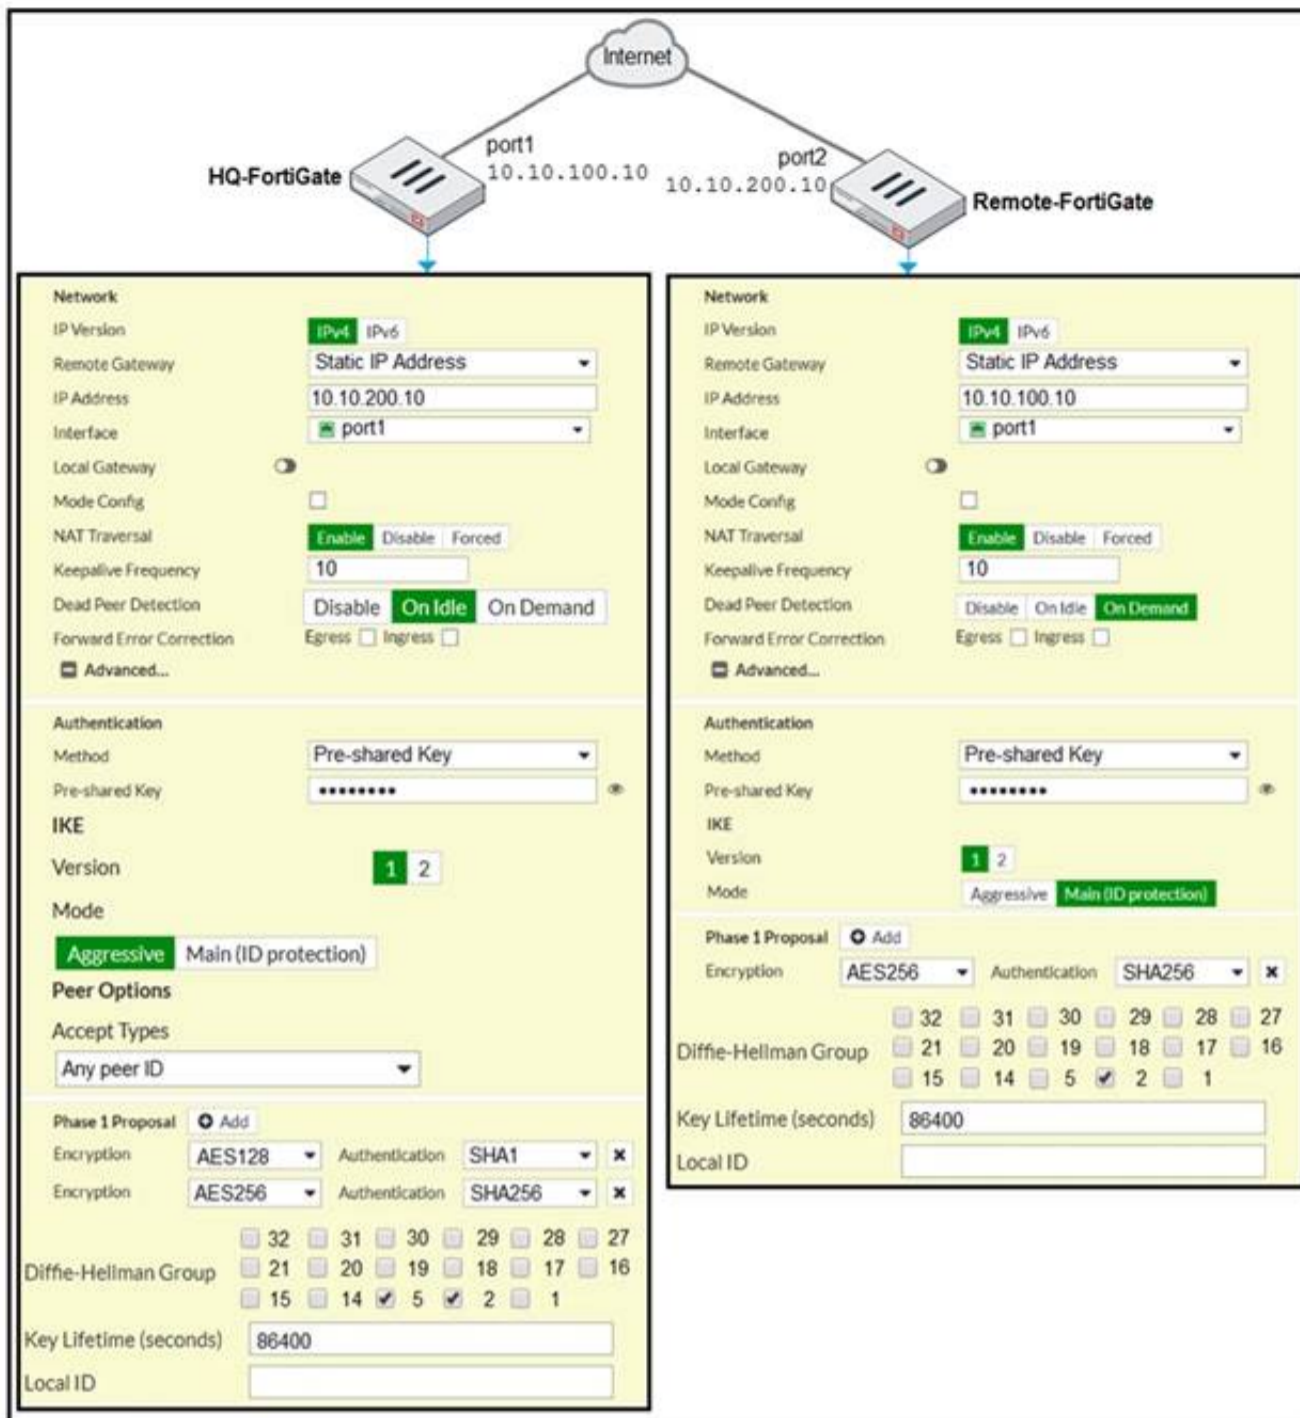 Internet
port1
10.10.100.10
HQ-FortiGate
port2
10.10.200.10
Remote-FortiGate
Network
IP Version IPv4 IPv6
Remote Gateway Static IP Address
IP Address 10.10.200.10
Interface port1
Local Gateway
Mode Config
NAT Traversal Enable Disable Forced
Keepalive Frequency 10
Dead Peer Detection Disable On Idle On Demand
Forward Error Correction Egress Ingress
Advanced...
Authentication
Method Pre-shared Key
Pre-shared Key ••••••••
IKE
Version 1 2
Mode
Aggressive Main (ID protection)
Peer Options
Accept Types
Any peer ID
Phase 1 Proposal Add
Encryption AES128 Authentication SHA1
Encryption AES256 Authentication SHA256
32 31 30 29 28 27
Diffie-Hellman Group 21 20 19 18 17 16
15 14 5 2 1
Key Lifetime (seconds) 86400
Local ID
Network
IP Version IPv4 IPv6
Remote Gateway Static IP Address
IP Address 10.10.100.10
Interface port1
Local Gateway
Mode Config
NAT Traversal Enable Disable Forced
Keepalive Frequency 10
Dead Peer Detection Disable On Idle On Demand
Forward Error Correction Egress Ingress
Advanced...
Authentication
Method Pre-shared Key
Pre-shared Key ••••••••
IKE
Version 1 2
Mode Aggressive Main (ID protection)
Phase 1 Proposal Add
Encryption AES256 Authentication SHA256
32 31 30 29 28 27
Diffie-Hellman Group 21 20 19 18 17 16
15 14 5 2 1
Key Lifetime (seconds) 86400
Local ID